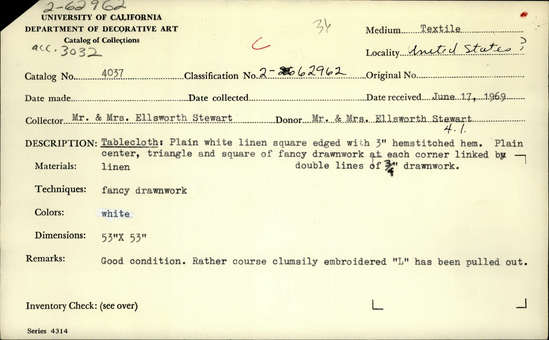 2-62962
UNIVERSITY OF CALIFORNIA
DEPARTMENT OF DECORATIVE ART
Catalog of Collections
acc. 3032
C
Medium Textile
Locality United States?
Catalog No. 4037 Classification No. 2-62962 Original No.
Date made Date collected Date received June 17, 1969
Collector Mr. & Mrs. Ellsworth Stewart Donor Mr. & Mrs. Ellsworth Stewart
DESCRIPTION: Tablecloth: Plain white linen square edged with 3" hemstitched hem. Plain
center, triangle and square of fancy drawnwork at each corner linked by
Materials: linen double lines of 3/4" drawnwork.
Techniques: fancy drawnwork
Colors: white
Dimensions: 53"X 53"
Remarks: Good condition. Rather course clumsily embroidered "L" has been pulled out.
Inventory Check: (see over)
Series 4314